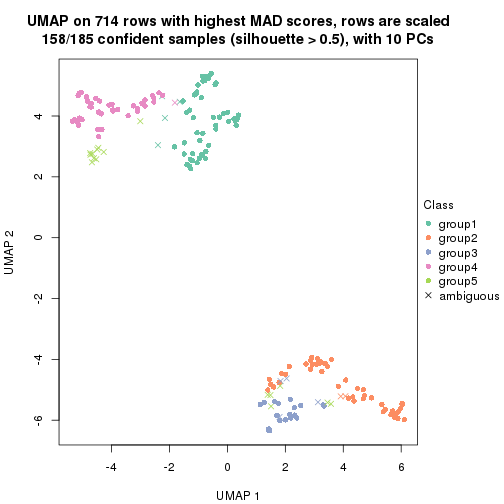 UMAP on 714 rows with highest MAD scores, rows are scaled
158/185 confident samples (silhouette > 0.5), with 10 PCs
UMAP 2
4
2
0
-2
-4
-6
-4
-2
0
2
4
6
UMAP 1
Class
group1
group2
group3
group4
group5
ambiguous